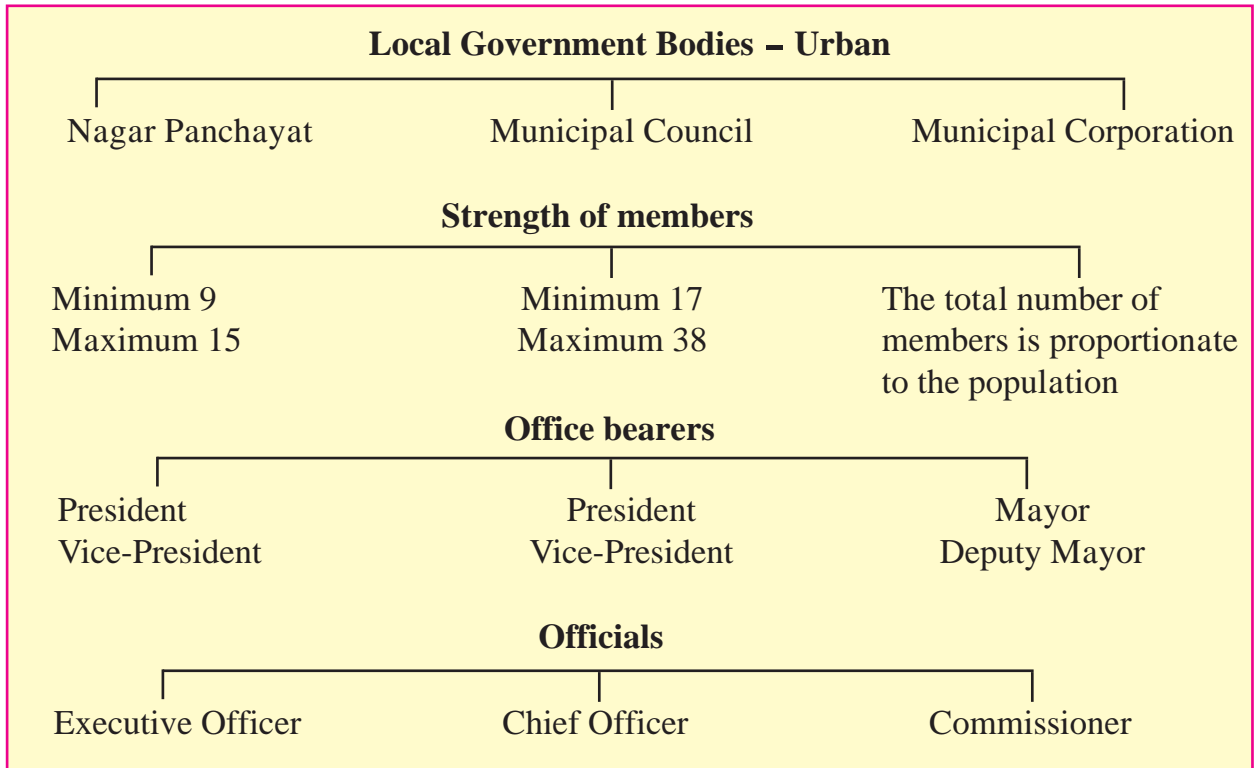 Local Government Bodies – Urban
Nagar Panchayat Municipal Council Municipal Corporation
Strength of members
Minimum 9 Minimum 17 The total number of
Maximum 15 Maximum 38 members is proportionate
to the population
Office bearers
President President Mayor
Vice-President Vice-President Deputy Mayor
Officials
Executive Officer Chief Officer Commissioner